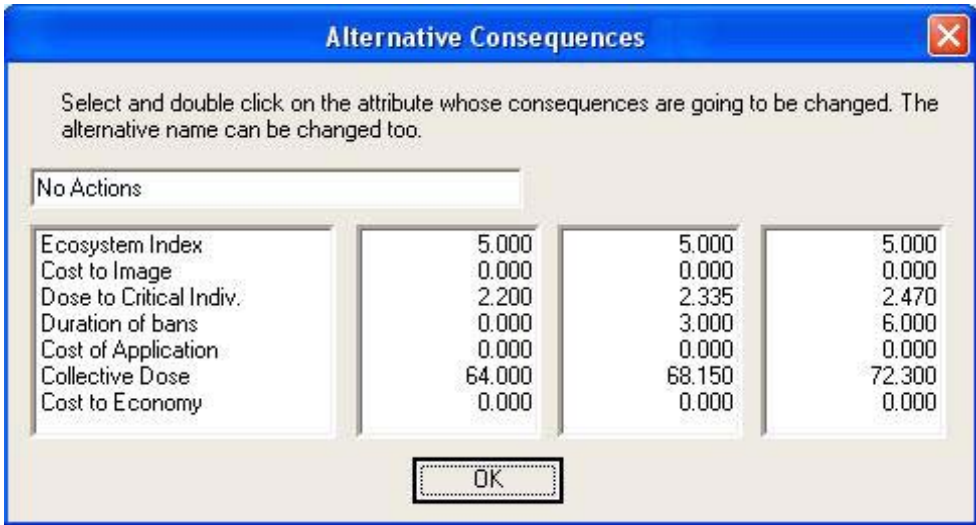 Alternative Consequences
Select and double click on the attribute whose consequences are going to be changed. The
alternative name can be changed too.
No Actions
Ecosystem Index 5.000 5.000 5.000
Cost to Image 0.000 0.000 0.000
Dose to Critical Indiv. 2.200 2.335 2.470
Duration of bans 0.000 3.000 6.000
Cost of Application 0.000 0.000 0.000
Collective Dose 64.000 68.150 72.300
Cost to Economy 0.000 0.000 0.000
OK